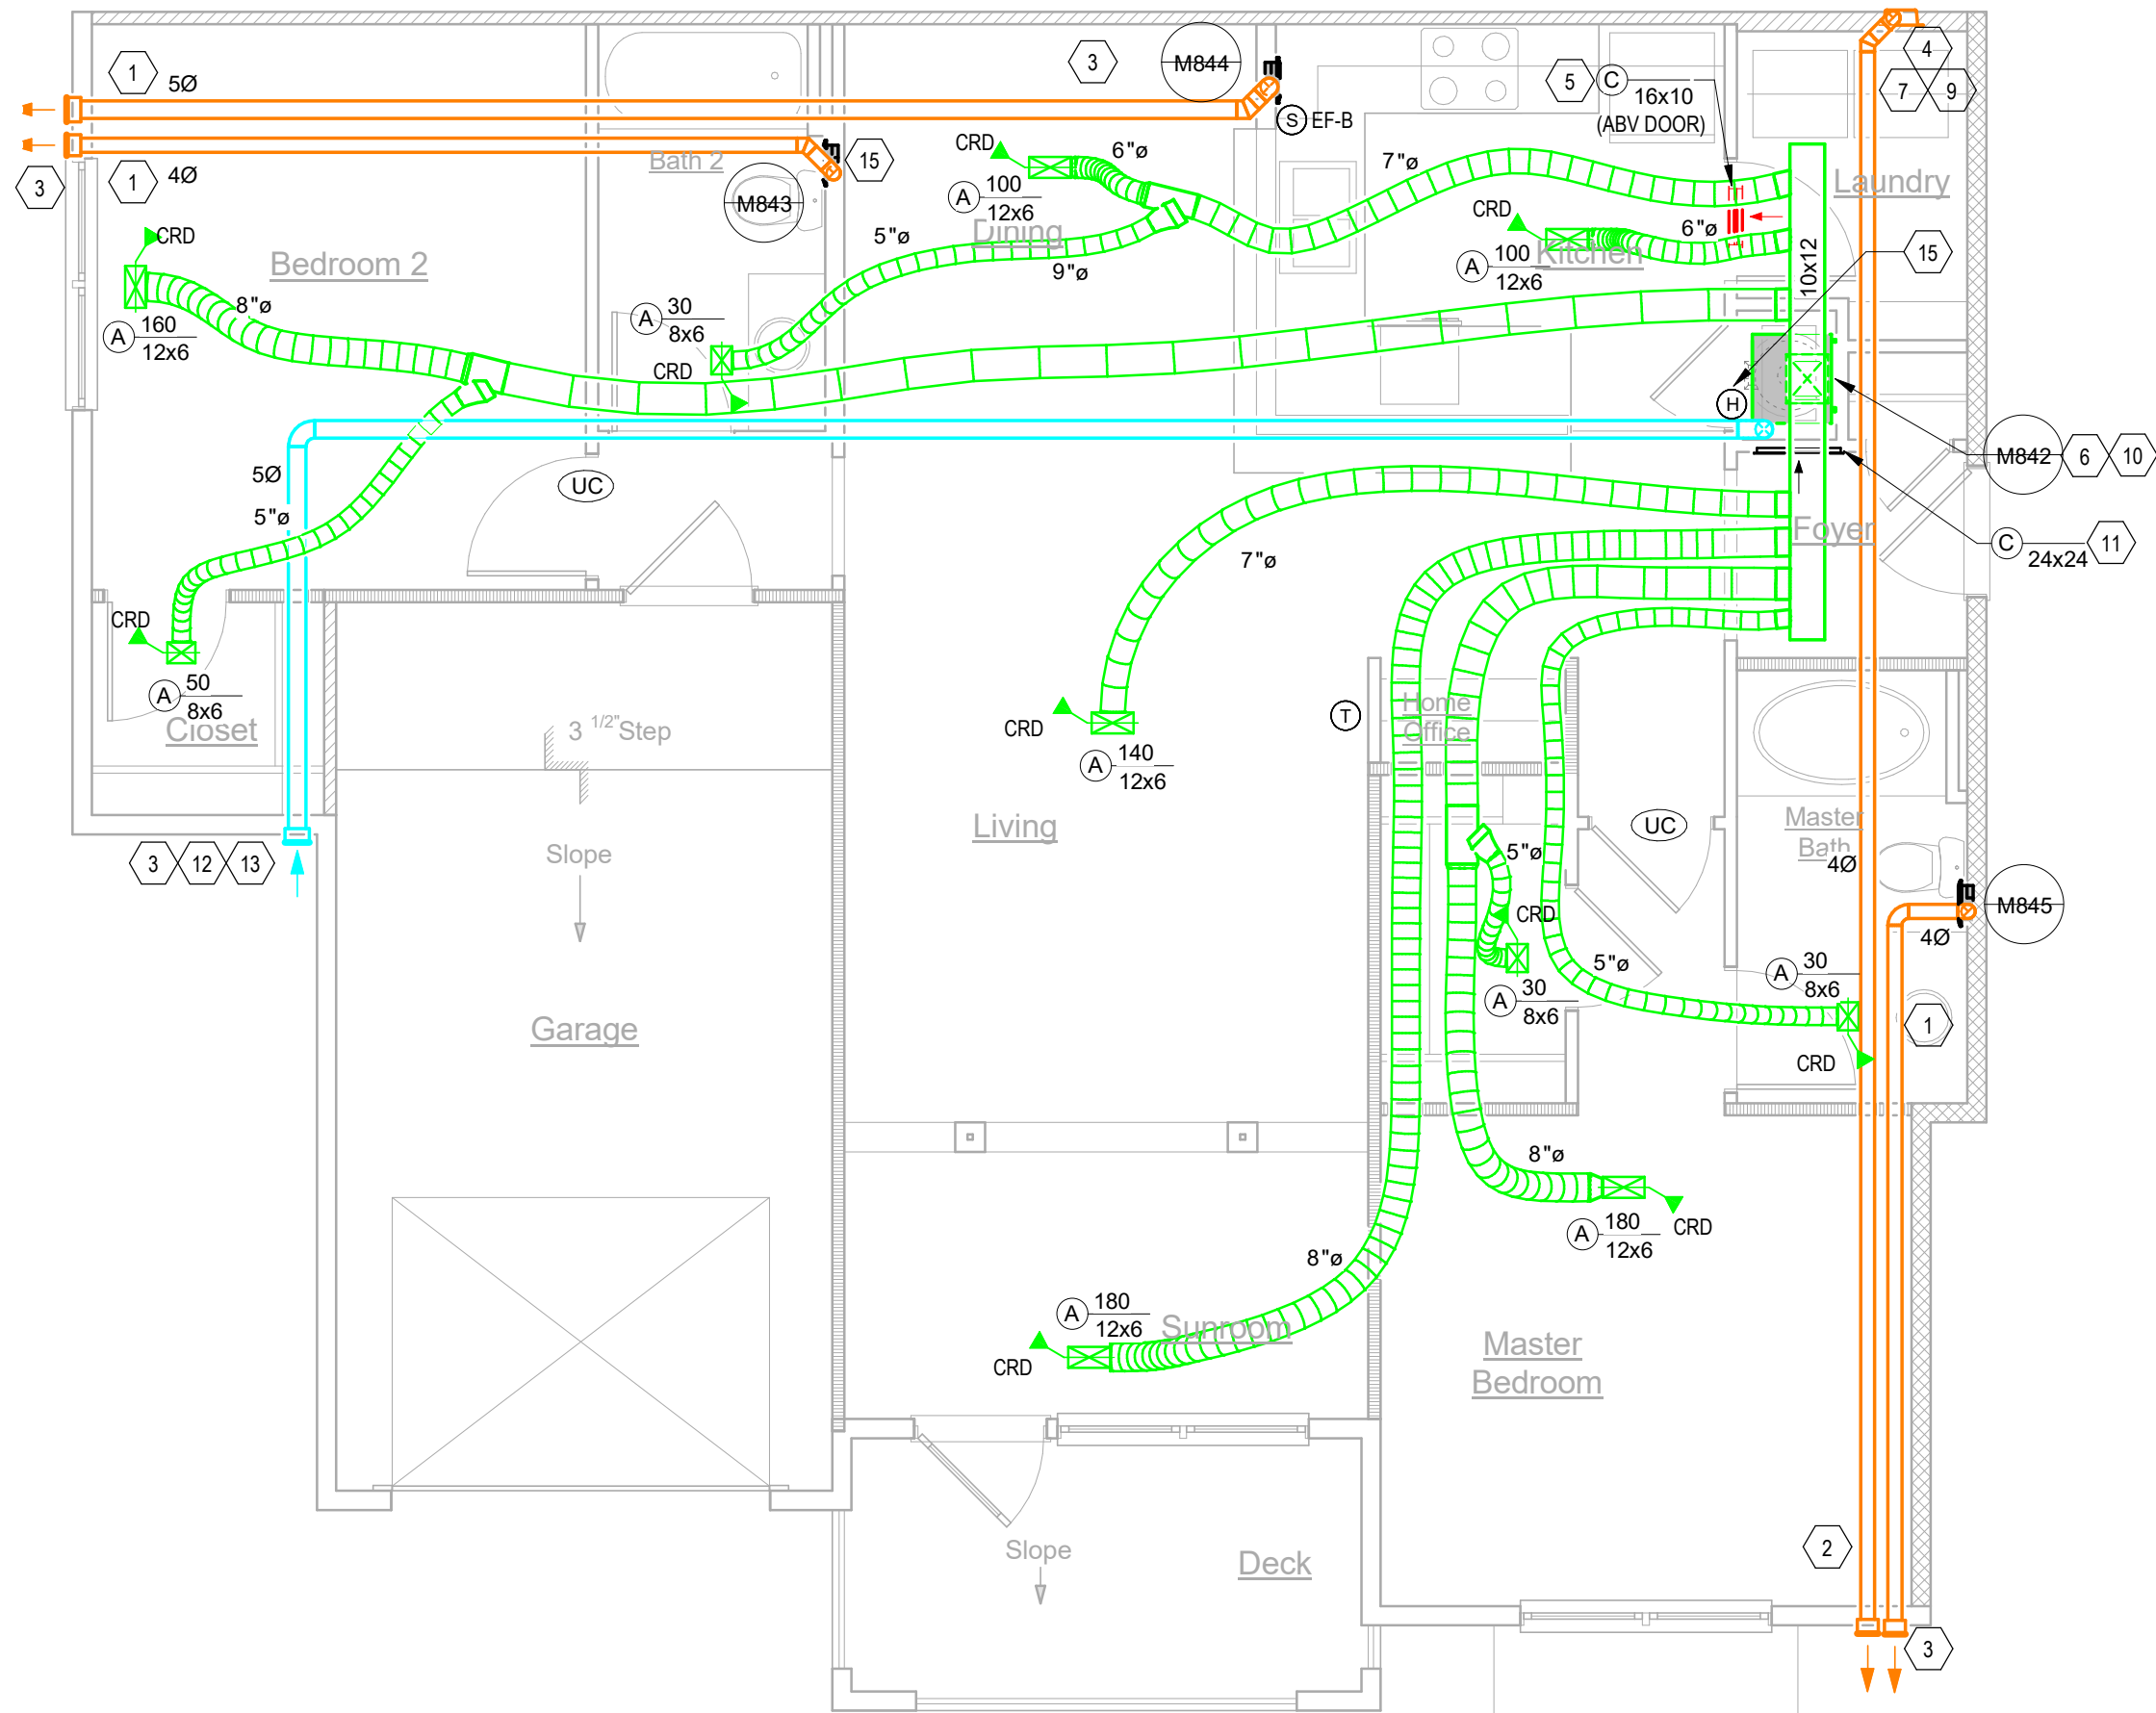 1
5Ø
3
M844
5
C
16x10
(ABV DOOR)
4
7
9
S
EF-B
3
1
4Ø
Bath 2
15
M843
CRD
6"ø
A
100
12x6
Dining
7"ø
CRD
6"ø
A
100
12x6
Kitchen
Laundry
10x12
15
CRD
Bedroom 2
5"ø
9"ø
8"ø
A
160
12x6
A
30
8x6
CRD
H
M842
6
10
5Ø
5"ø
UC
7"ø
Foyer
C
24x24
11
CRD
A
50
8x6
Closet
3 1/2" Step
CRD
A
140
12x6
T
Home
Office
Living
UC
Master
Bath
4Ø
3
12
13
Slope
5"ø
CRD
M845
4Ø
A
30
8x6
5"ø
A
30
8x6
1
CRD
Garage
8"ø
A
180
12x6
CRD
8"ø
A
180
12x6
CRD
Sunroom
Master
Bedroom
Slope
Deck
2
3